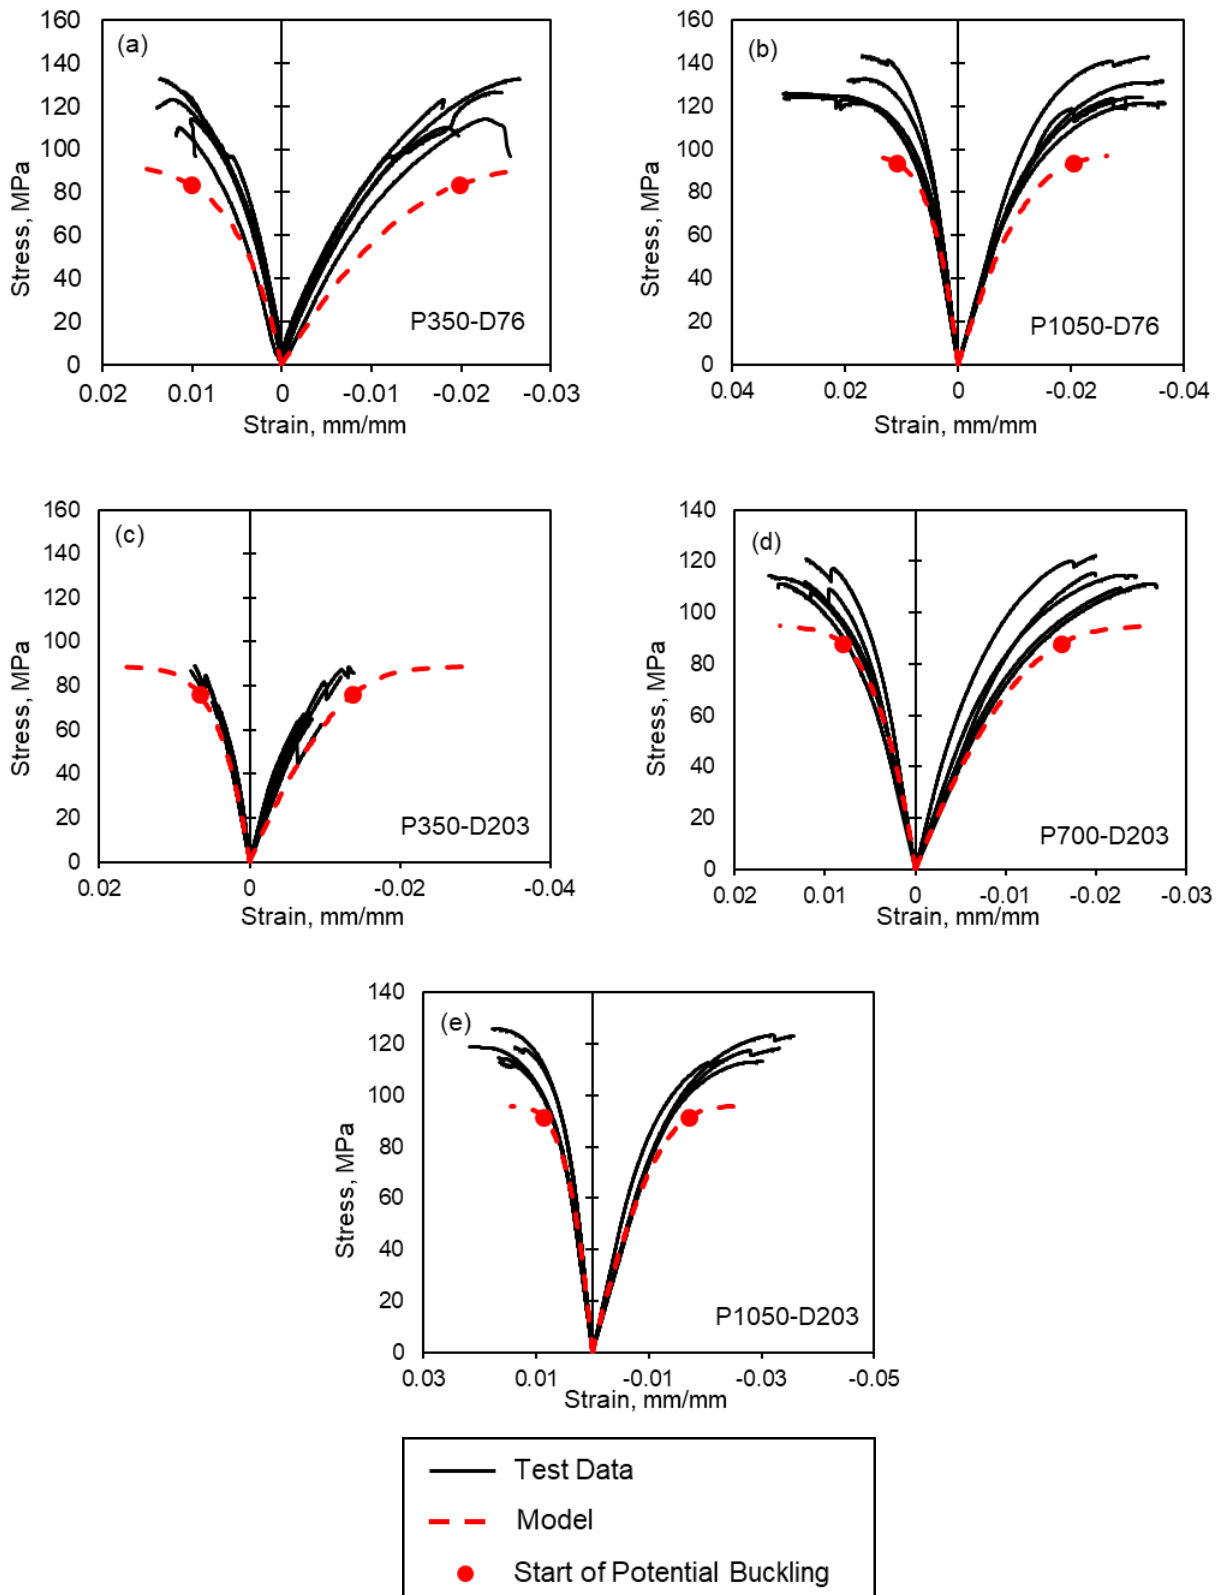 (a)
160
140
120
100
80
60
40
20
0
Stress, MPa
P350-D76
0.02 0.01 0 -0.01 -0.02 -0.03
Strain, mm/mm
(b)
160
140
120
100
80
60
40
20
0
Stress, MPa
P1050-D76
0.04 0.02 0 -0.02 -0.04
Strain, mm/mm
(c)
160
140
120
100
80
60
40
20
0
Stress, MPa
P350-D203
0.02 0 -0.02 -0.04
Strain, mm/mm
(d)
140
120
100
80
60
40
20
0
Stress, MPa
P700-D203
0.02 0.01 0 -0.01 -0.02 -0.03
Strain, mm/mm
(e)
140
120
100
80
60
40
20
0
Stress, MPa
P1050-D203
0.03 0.01 -0.01 -0.03 -0.05
Strain, mm/mm
Test Data
Model
Start of Potential Buckling